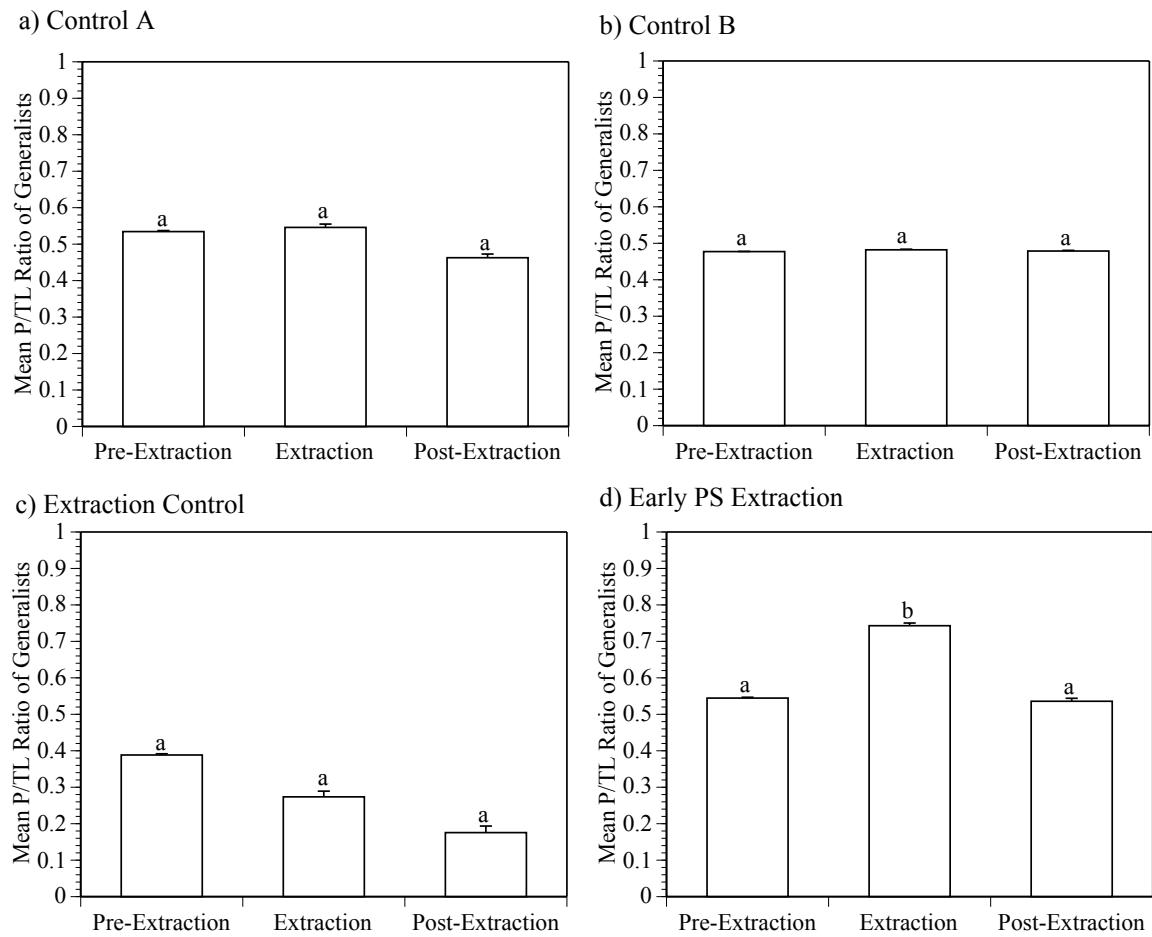 a) Control A
Mean P/TL Ratio of Generalists
1
0.9
0.8
0.7
0.6
0.5
0.4
0.3
0.2
0.1
0
a
a
a
Pre-Extraction
Extraction
Post-Extraction
b) Control B
Mean P/TL Ratio of Generalists
1
0.9
0.8
0.7
0.6
0.5
0.4
0.3
0.2
0.1
0
a
a
a
Pre-Extraction
Extraction
Post-Extraction
c) Extraction Control
Mean P/TL Ratio of Generalists
1
0.9
0.8
0.7
0.6
0.5
0.4
0.3
0.2
0.1
0
a
a
a
Pre-Extraction
Extraction
Post-Extraction
d) Early PS Extraction
Mean P/TL Ratio of Generalists
1
0.9
0.8
0.7
0.6
0.5
0.4
0.3
0.2
0.1
0
a
b
a
Pre-Extraction
Extraction
Post-Extraction